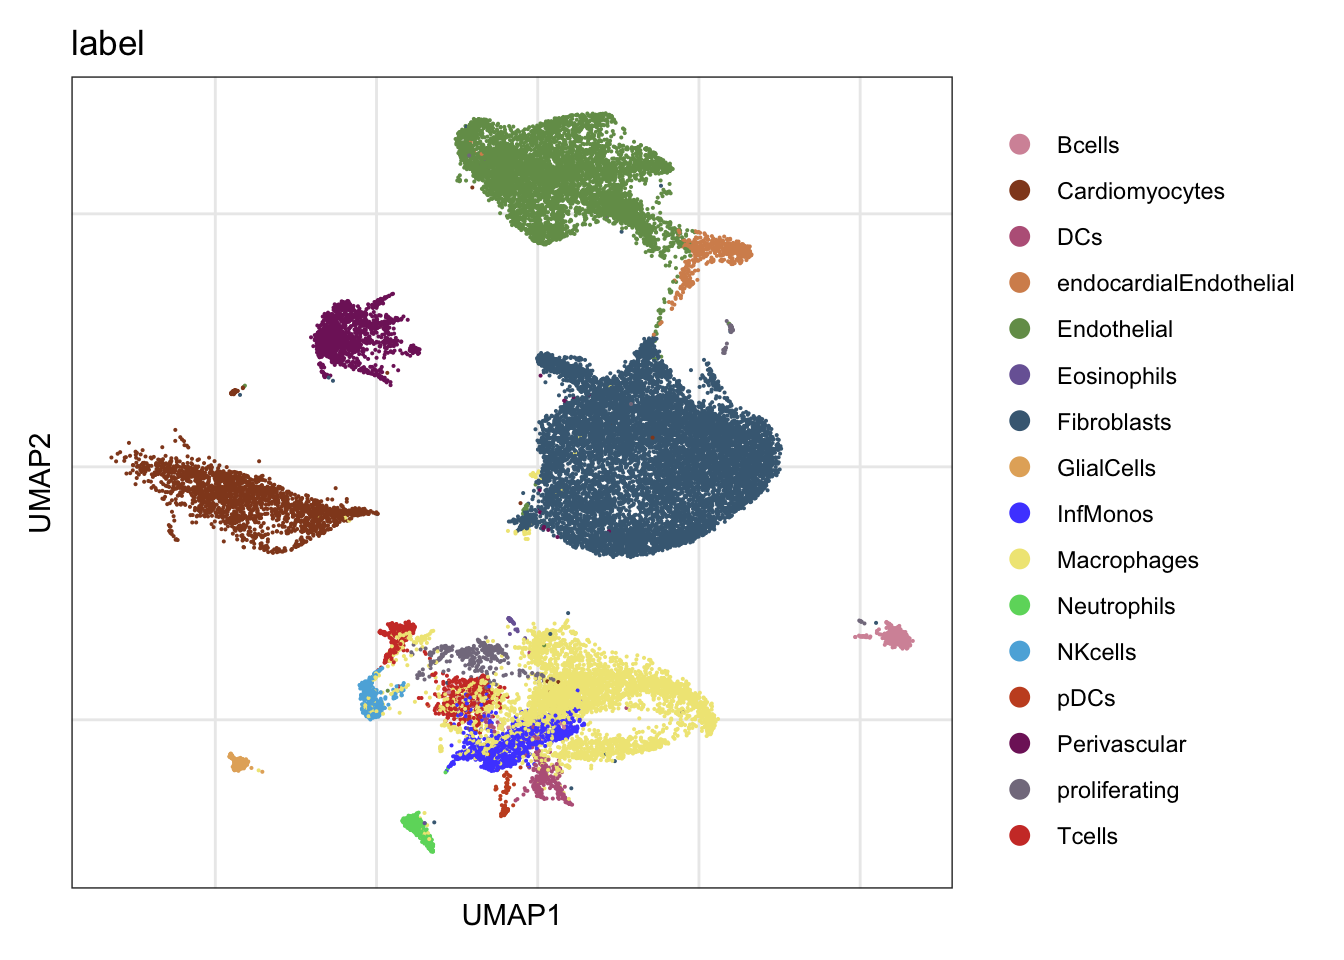 label
Bcells
Cardiomyocytes
DCs
endocardialEndothelial
Endothelial
Eosinophils
Fibroblasts
GlialCells
InfMonos
Macrophages
Neutrophils
NKcells
pDCs
Perivascular
proliferating
Tcells
UMAP2
UMAP1